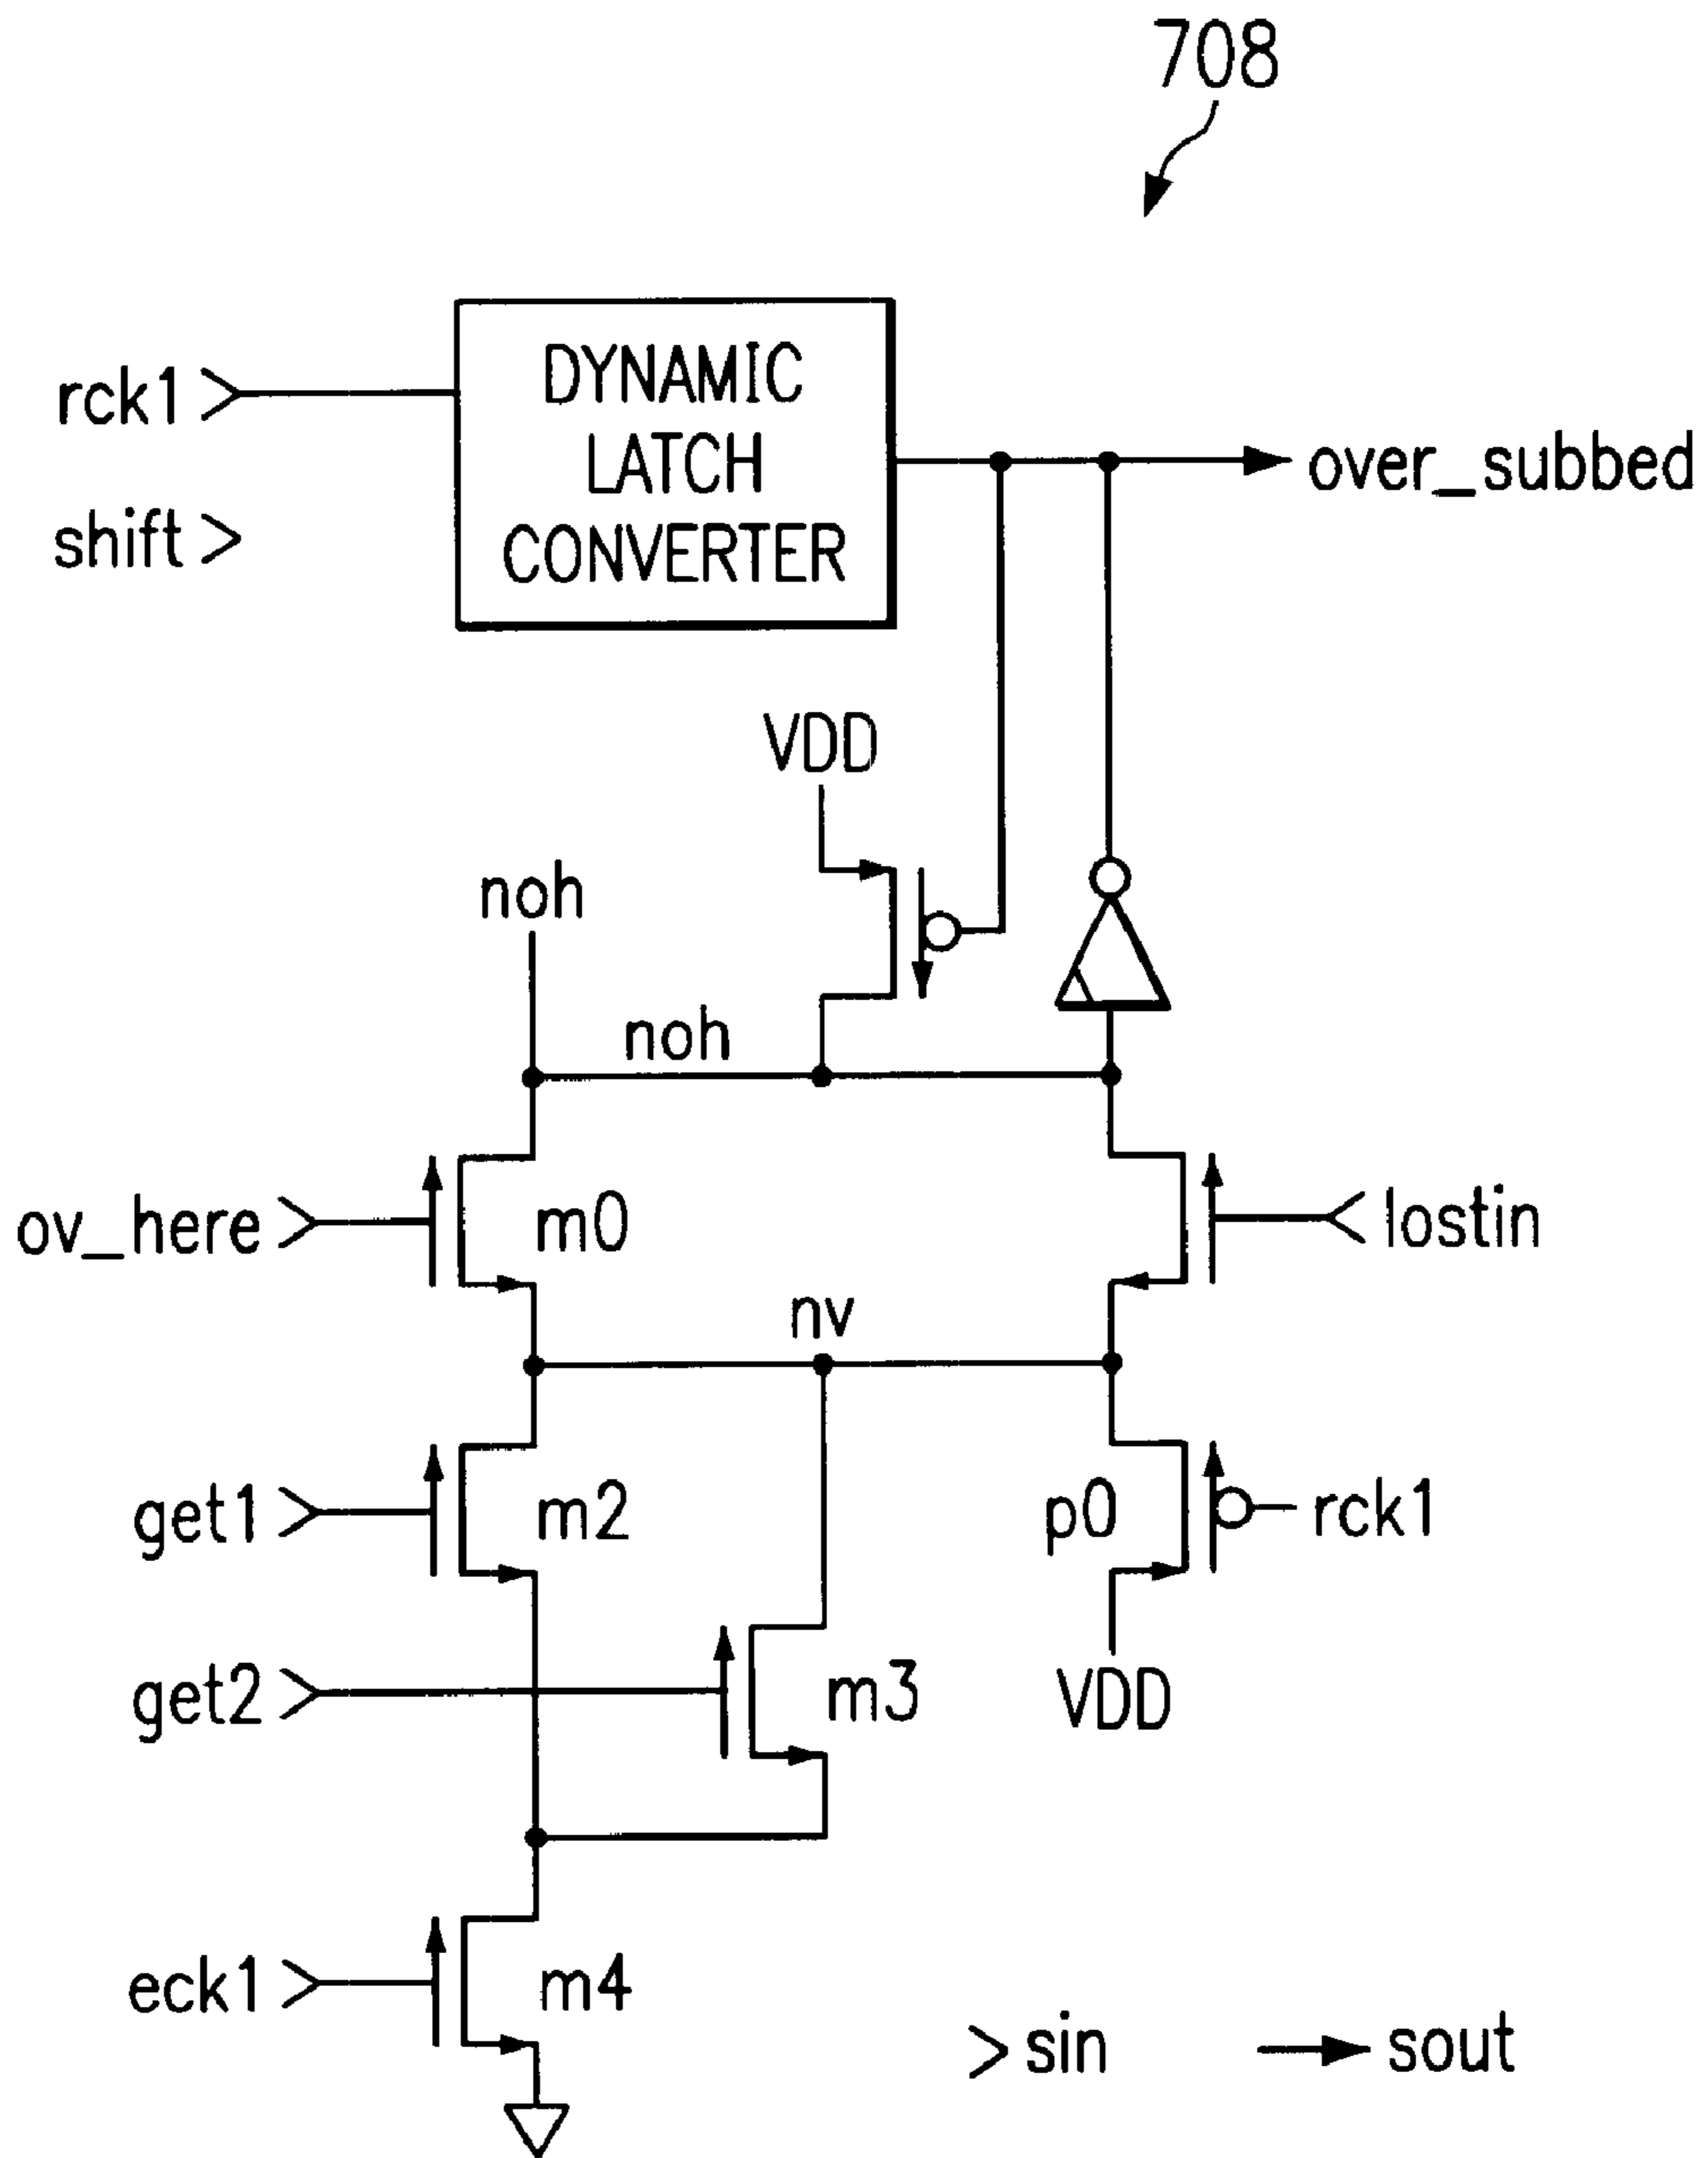 708
rck1
shift
DYNAMIC
LATCH
CONVERTER
over_subbed
VDD
noh
noh
ov_here
m0
lostin
nv
get1
m2
p0
rck1
get2
m3
VDD
eck1
m4
sin
sout